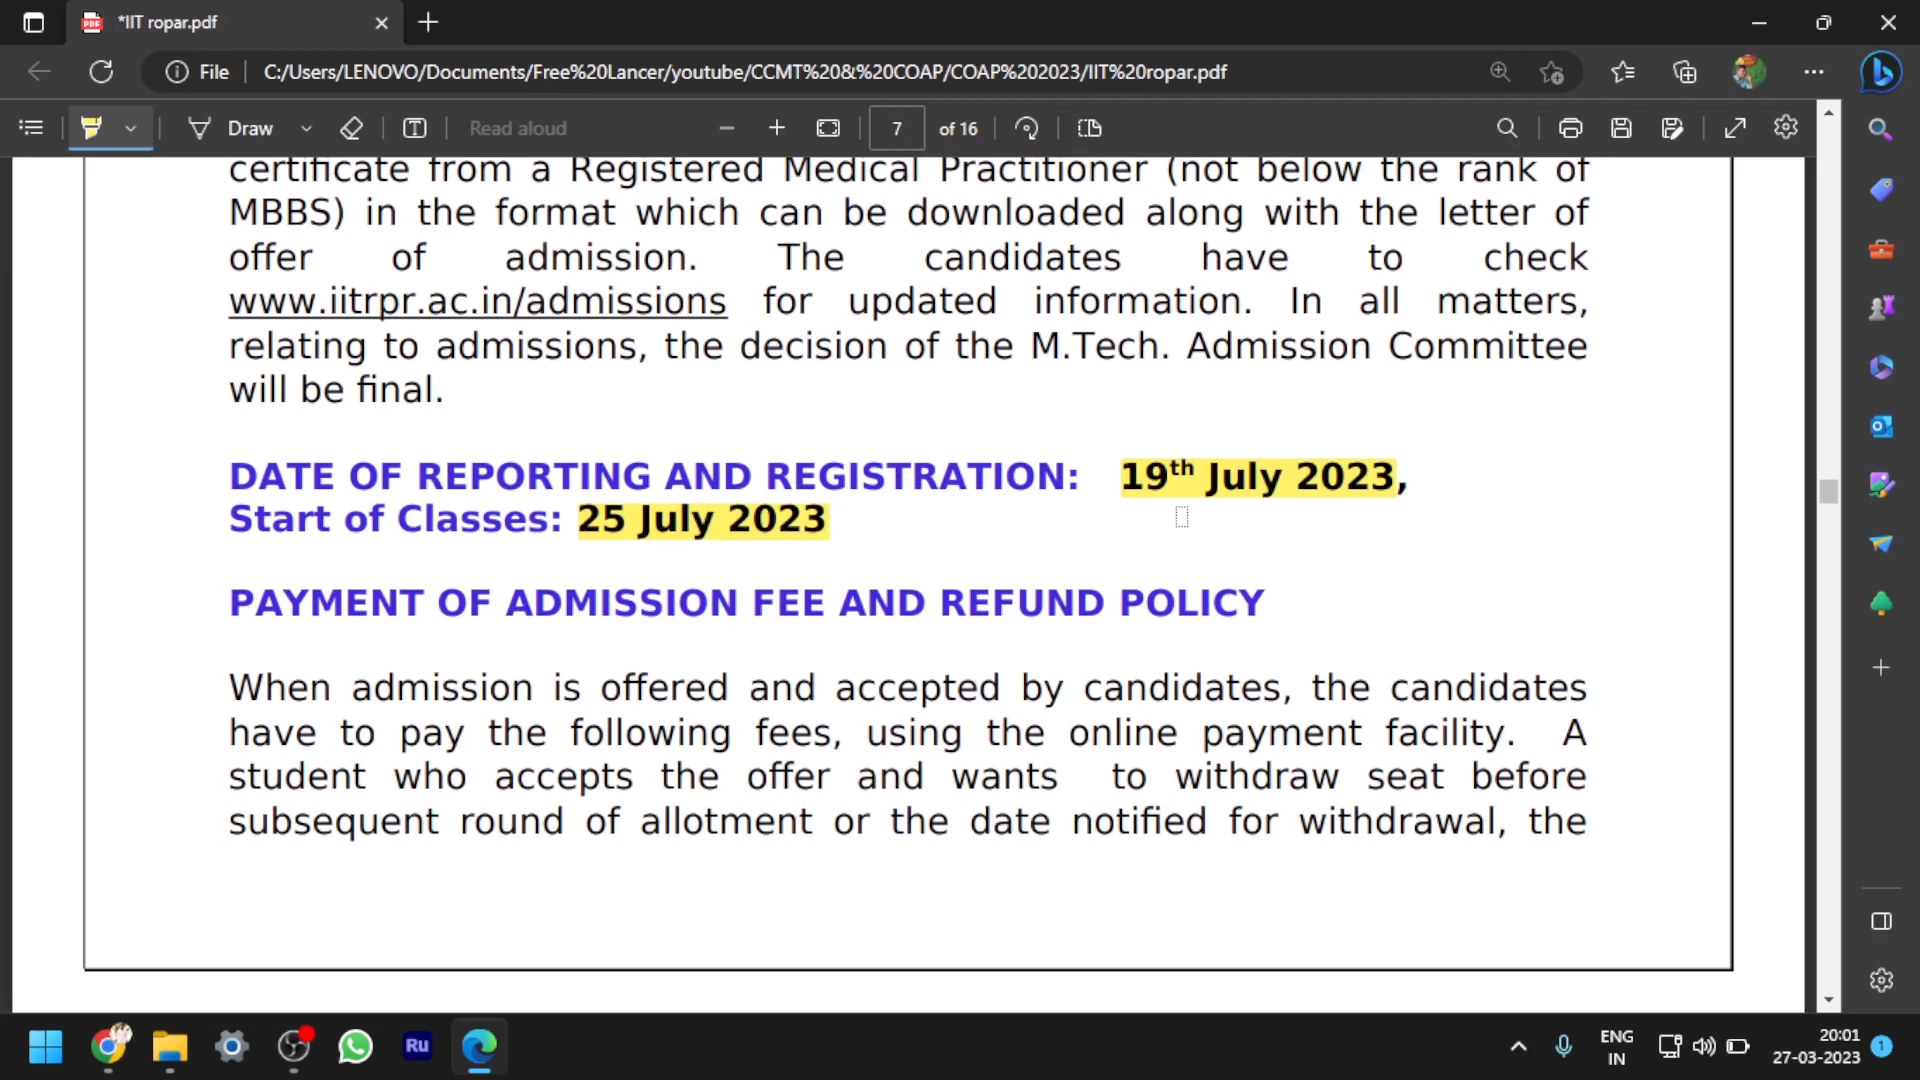 *IIT ropar.pdf
File
C:/Users/LENOVO/Documents/Free%20Lancer/youtube/CCMT%20&%20COAP/COAP%202023/IIT%20ropar.pdf
Draw
Read aloud
7 of 16
certificate from a Registered Medical Practitioner (not below the rank of
MBBS) in the format which can be downloaded along with the letter of
offer of admission. The candidates have to check
www.iitrpr.ac.in/admissions for updated information. In all matters,
relating to admissions, the decision of the M.Tech. Admission Committee
will be final.
DATE OF REPORTING AND REGISTRATION: 19th July 2023,
Start of Classes: 25 July 2023
PAYMENT OF ADMISSION FEE AND REFUND POLICY
When admission is offered and accepted by candidates, the candidates
have to pay the following fees, using the online payment facility. A
student who accepts the offer and wants to withdraw seat before
subsequent round of allotment or the date notified for withdrawal, the
Ru
ENG
IN
20:01
27-03-2023
1